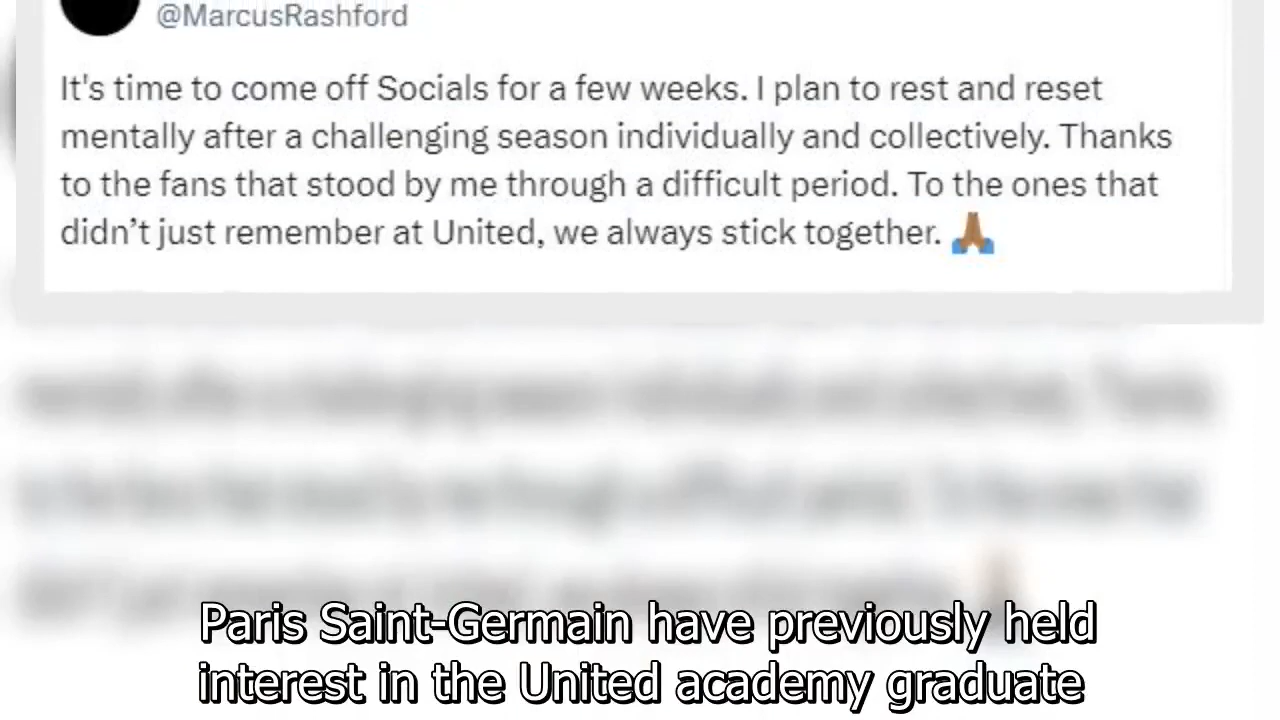 @MarcusRashford
It's time to come off Socials for a few weeks. I plan to rest and reset
mentally after a challenging season individually and collectively. Thanks
to the fans that stood by me through a difficult period. To the ones that
didn’t just remember at United, we always stick together. 🙏🏾
Paris Saint-Germain have previously held
interest in the United academy graduate